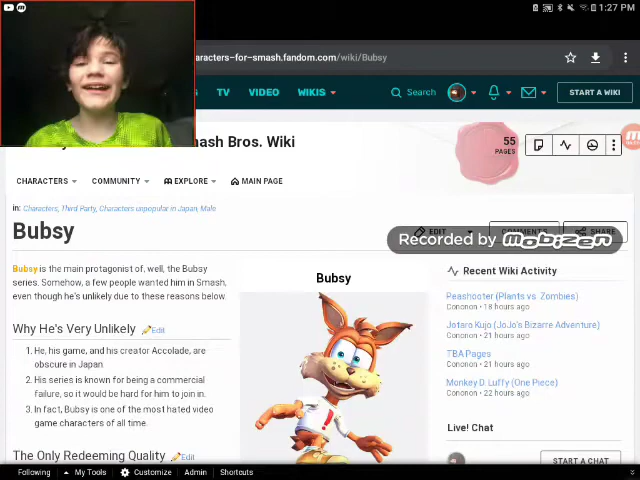 1:27 PM
aracters-for-smash.fandom.com/wiki/Bubsy
TV VIDEO WIKIS Search START A WIKI
mash Bros. Wiki
55
PAGES
CHARACTERS COMMUNITY EXPLORE MAIN PAGE
in: Characters, Third Party, Characters unpopular in Japan, Male
Bubsy
EDIT COMMENTS SHARE
Recorded by mobizen
Bubsy is the main protagonist of, well, the Bubsy
series. Somehow, a few people wanted him in Smash,
even though he's unlikely due to these reasons below.
Why He's Very Unlikely Edit
1. He, his game, and his creator Accolade, are
obscure in Japan.
2. His series is known for being a commercial
failure, so it would be hard for him to join in.
3. In fact, Bubsy is one of the most hated video
game characters of all time.
The Only Redeeming Quality Edit
Bubsy
Recent Wiki Activity
Peashooter (Plants vs. Zombies)
Cononon • 18 hours ago
Jotaro Kujo (JoJo's Bizarre Adventure)
Cononon • 21 hours ago
TBA Pages
Cononon • 21 hours ago
Monkey D. Luffy (One Piece)
Cononon • 22 hours ago
Live! Chat
START A CHAT
Following My Tools Customize Admin Shortcuts